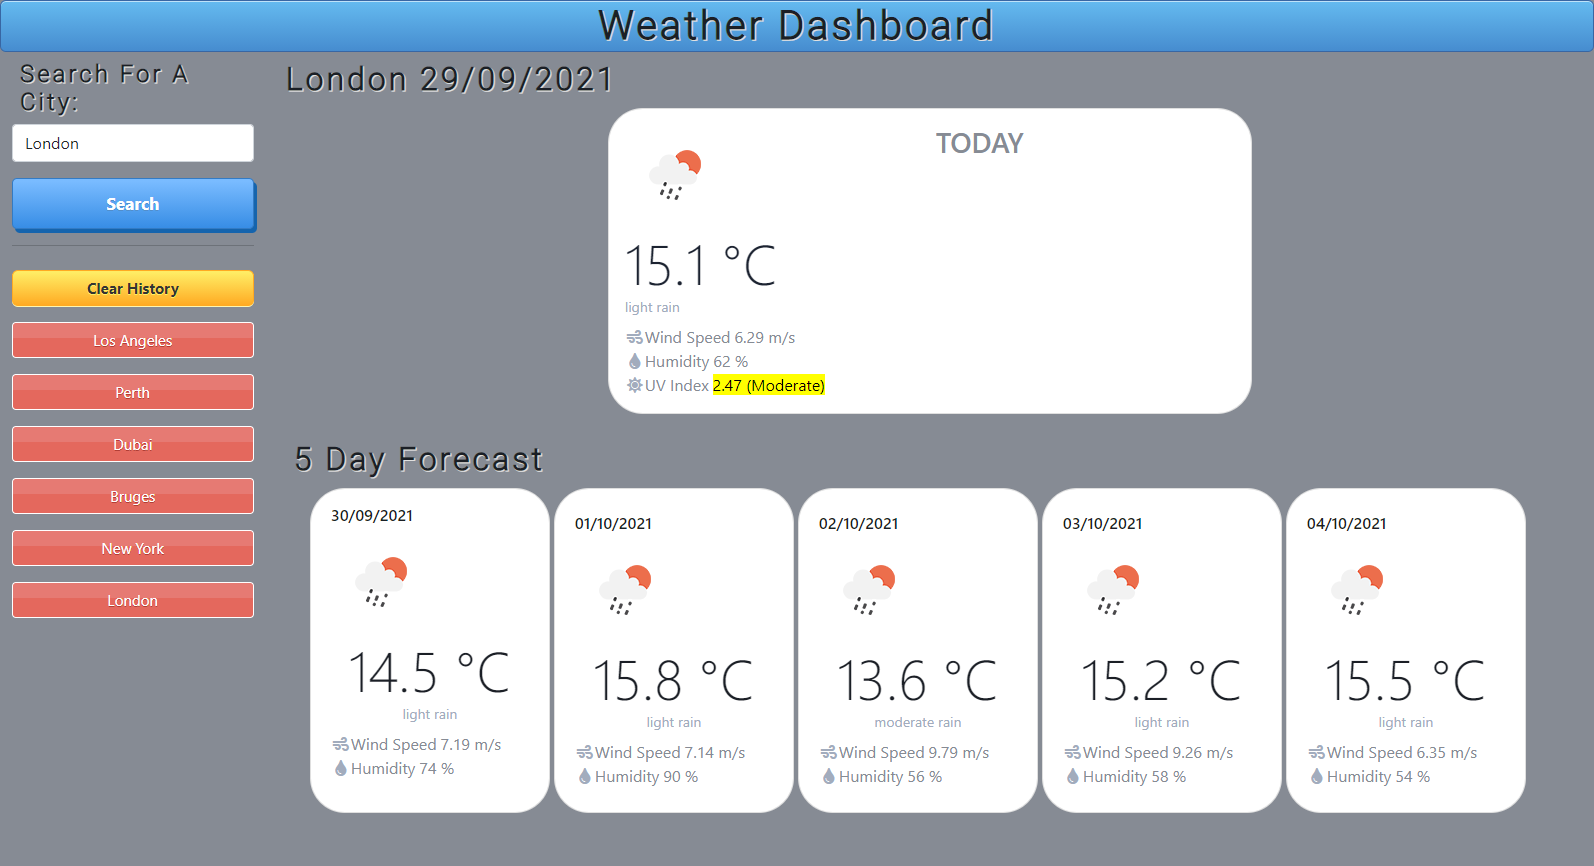 Weather Dashboard
Search For A
City:
London
Search
Clear History
Los Angeles
Perth
Dubai
Bruges
New York
London
London 29/09/2021
TODAY
15.1 °C
light rain
Wind Speed 6.29 m/s
Humidity 62 %
UV Index 2.47 (Moderate)
5 Day Forecast
30/09/2021
14.5 °C
light rain
Wind Speed 7.19 m/s
Humidity 74 %
01/10/2021
15.8 °C
light rain
Wind Speed 7.14 m/s
Humidity 90 %
02/10/2021
13.6 °C
moderate rain
Wind Speed 9.79 m/s
Humidity 56 %
03/10/2021
15.2 °C
light rain
Wind Speed 9.26 m/s
Humidity 58 %
04/10/2021
15.5 °C
light rain
Wind Speed 6.35 m/s
Humidity 54 %